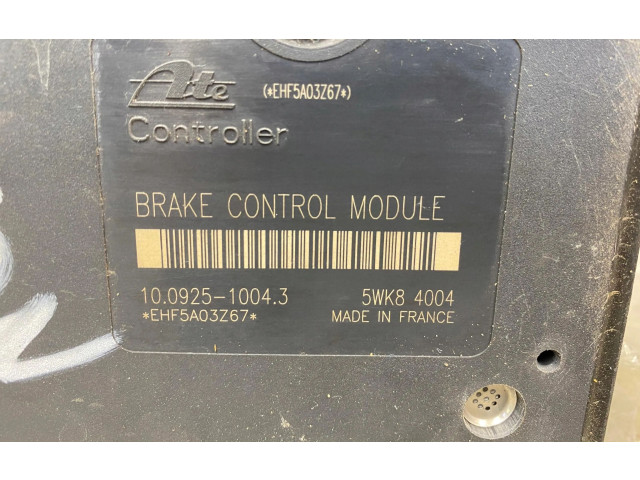 Ate (*EHF5A03Z67*)
Controller
BRAKE CONTROL MODULE
10.0925-1004.3 5WK8 4004
*EHF5A03Z67* MADE IN FRANCE